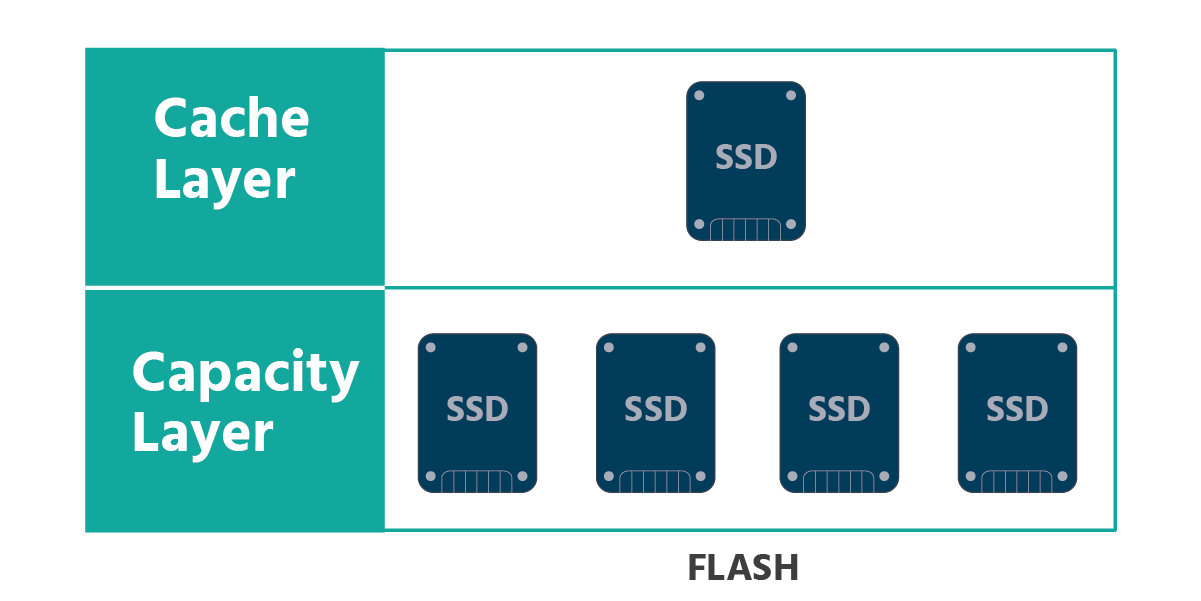 Cache
Layer
SSD
Capacity
Layer
SSD SSD SSD SSD
FLASH